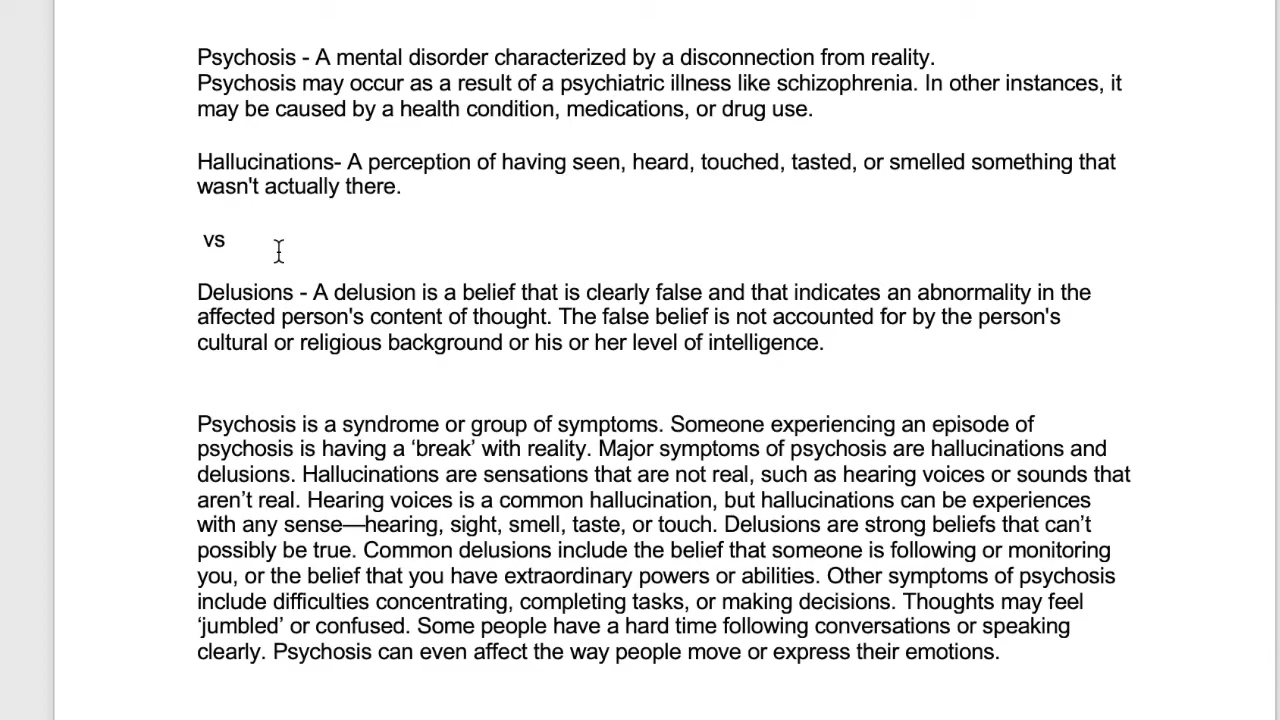 Psychosis - A mental disorder characterized by a disconnection from reality.
Psychosis may occur as a result of a psychiatric illness like schizophrenia. In other instances, it
may be caused by a health condition, medications, or drug use.
Hallucinations- A perception of having seen, heard, touched, tasted, or smelled something that
wasn't actually there.
vs
Delusions - A delusion is a belief that is clearly false and that indicates an abnormality in the
affected person's content of thought. The false belief is not accounted for by the person's
cultural or religious background or his or her level of intelligence.
Psychosis is a syndrome or group of symptoms. Someone experiencing an episode of
psychosis is having a ‘break’ with reality. Major symptoms of psychosis are hallucinations and
delusions. Hallucinations are sensations that are not real, such as hearing voices or sounds that
aren’t real. Hearing voices is a common hallucination, but hallucinations can be experiences
with any sense—hearing, sight, smell, taste, or touch. Delusions are strong beliefs that can’t
possibly be true. Common delusions include the belief that someone is following or monitoring
you, or the belief that you have extraordinary powers or abilities. Other symptoms of psychosis
include difficulties concentrating, completing tasks, or making decisions. Thoughts may feel
‘jumbled’ or confused. Some people have a hard time following conversations or speaking
clearly. Psychosis can even affect the way people move or express their emotions.